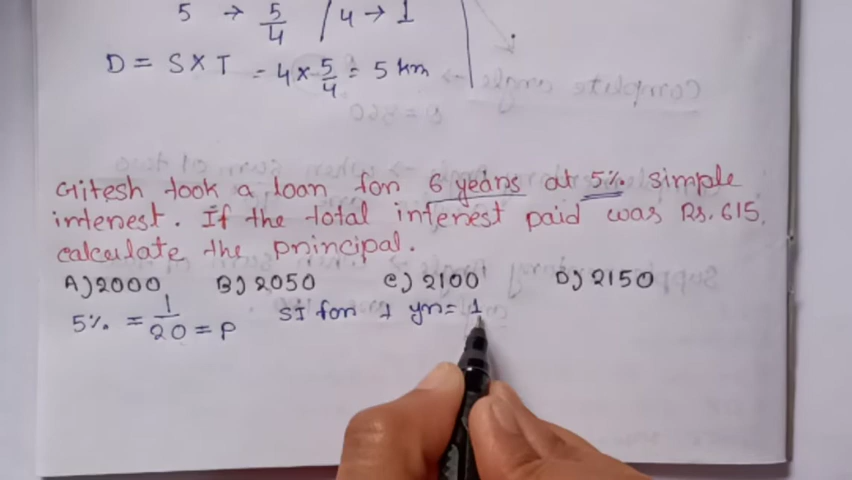 5 → 5/4 / 4 → 1
D = S X T = 4 x 5/4 = 5 km
Gitesh took a loan for 6 years at 5% simple
interest. If the total interest paid was Rs. 615,
calculate the principal.
A) 2000 B) 2050 C) 2100 D) 2150
5% = 1/20 = P SI for 1 yr = 1